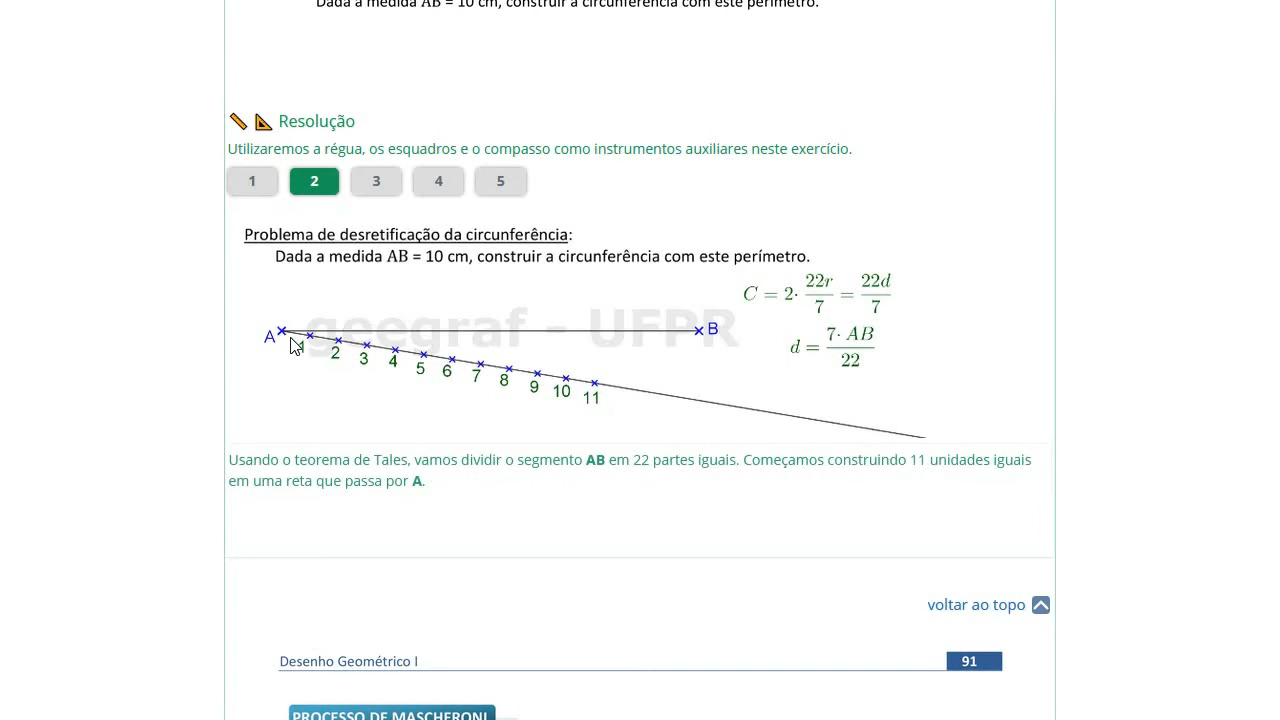 Dada a medida AB = 10 cm, construir a circunferência com este perímetro.
Resolução
Utilizaremos a régua, os esquadros e o compasso como instrumentos auxiliares neste exercício.
1 2 3 4 5
Problema de desretificação da circunferência:
Dada a medida AB = 10 cm, construir a circunferência com este perímetro.
C = 2· 22r/7 = 22d/7
d = 7· AB/22
geegraf - UFPR
A B
1 2 3 4 5 6 7 8 9 10 11
Usando o teorema de Tales, vamos dividir o segmento AB em 22 partes iguais. Começamos construindo 11 unidades iguais
em uma reta que passa por A.
voltar ao topo
Desenho Geométrico I 91
PROCESSO DE MASCHERONI